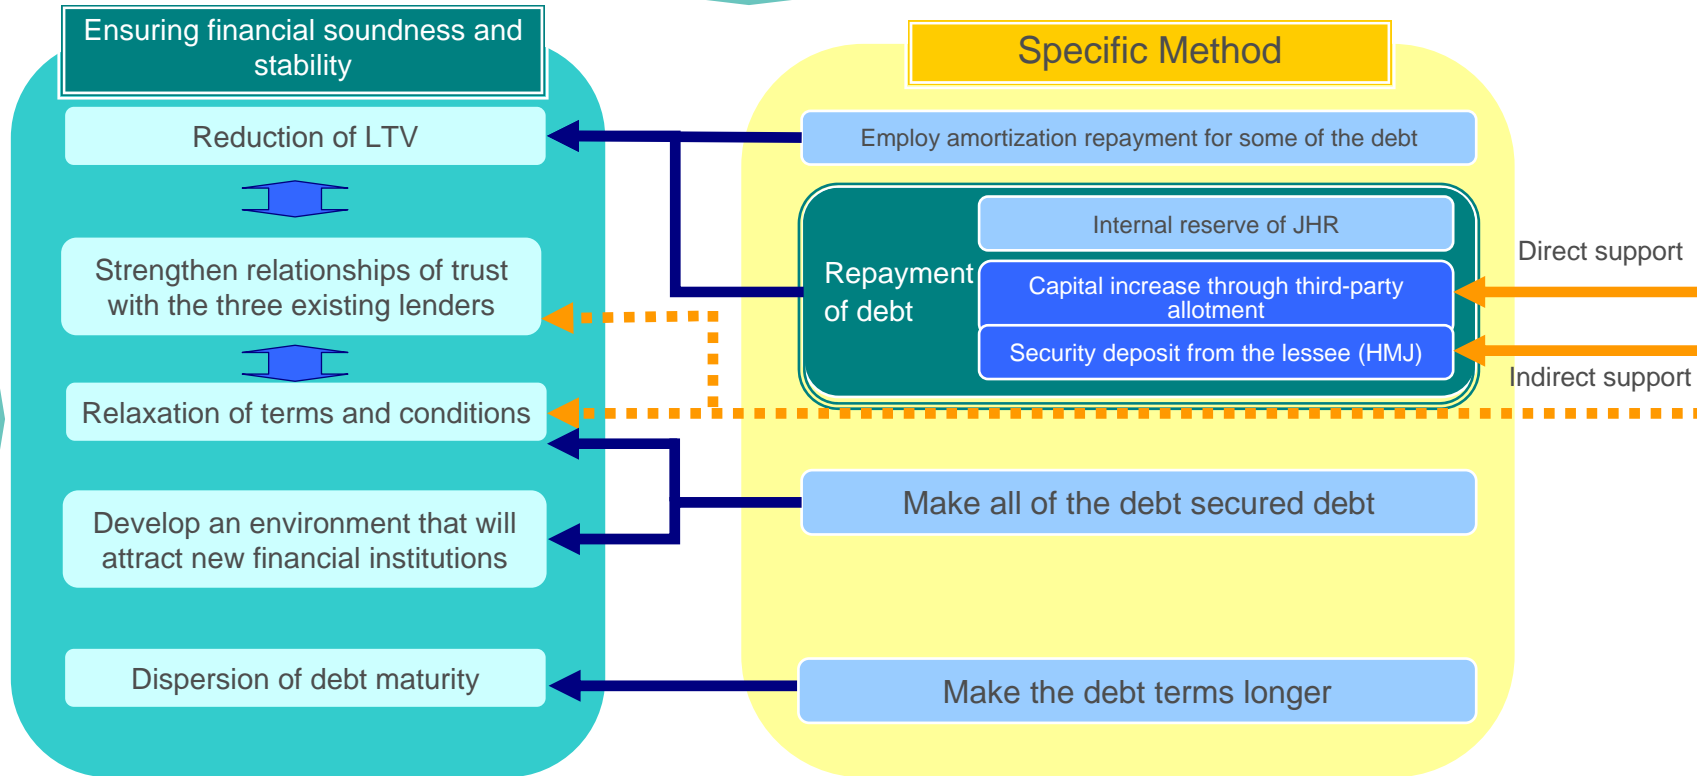 Ensuring financial soundness and
stability
Reduction of LTV
Strengthen relationships of trust
with the three existing lenders
Relaxation of terms and conditions
Develop an environment that will
attract new financial institutions
Dispersion of debt maturity
Specific Method
Employ amortization repayment for some of the debt
Repayment
of debt
Internal reserve of JHR
Capital increase through third-party
allotment
Security deposit from the lessee (HMJ)
Make all of the debt secured debt
Make the debt terms longer
Direct support
Indirect support